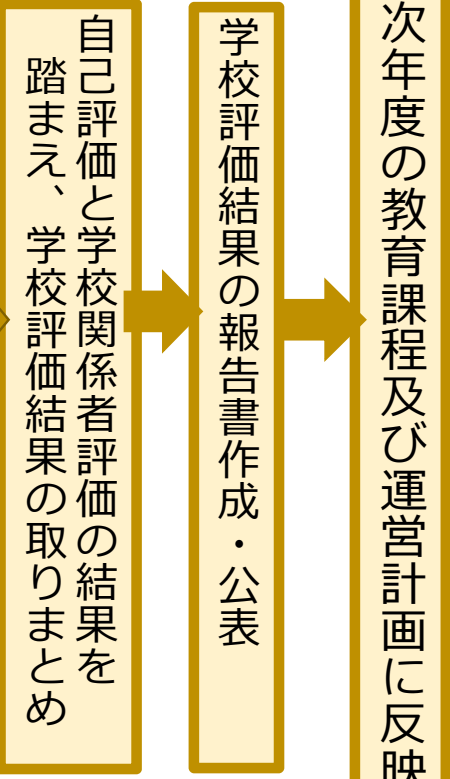 自己評価と学校関係者評価の結果を
踏まえ、学校評価結果の取りまとめ
学校評価結果の報告書作成・公表
次年度の教育課程及び運営計画に反映